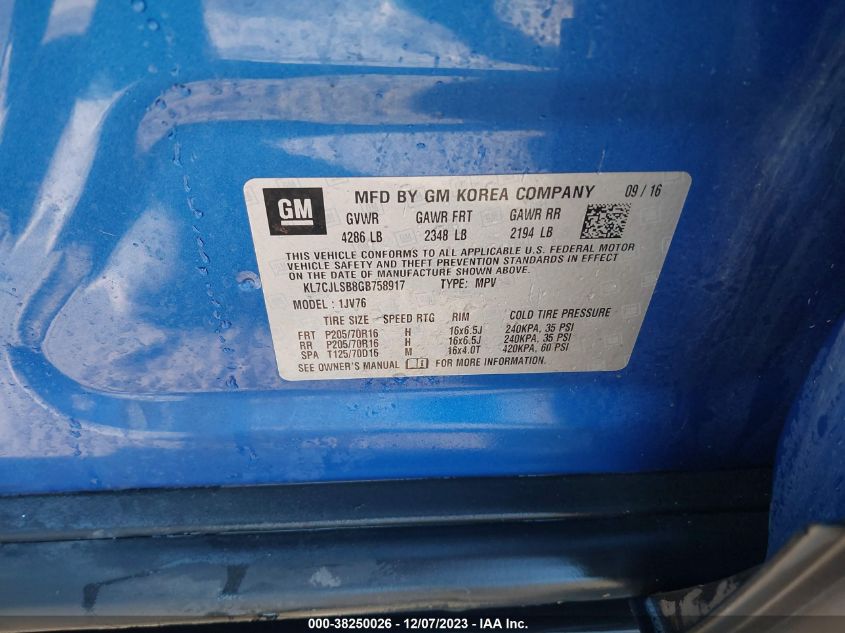 GM
MFD BY GM KOREA COMPANY 09/16
GVWR GAWR FRT GAWR RR
4286 LB 2348 LB 2194 LB
THIS VEHICLE CONFORMS TO ALL APPLICABLE U.S. FEDERAL MOTOR
VEHICLE SAFETY AND THEFT PREVENTION STANDARDS IN EFFECT
ON THE DATE OF MANUFACTURE SHOWN ABOVE.
KL7CJLSB8GB758917 TYPE: MPV
MODEL: 1JV76
TIRE SIZE SPEED RTG RIM COLD TIRE PRESSURE
FRT P205/70R16 H 16x6.5J 240KPA, 35 PSI
RR P205/70R16 H 16x6.5J 240KPA, 35 PSI
SPA T125/70D16 M 16x4.0T 420KPA, 60 PSI
SEE OWNER'S MANUAL FOR MORE INFORMATION.
000-38250026 - 12/07/2023 - IAA Inc.